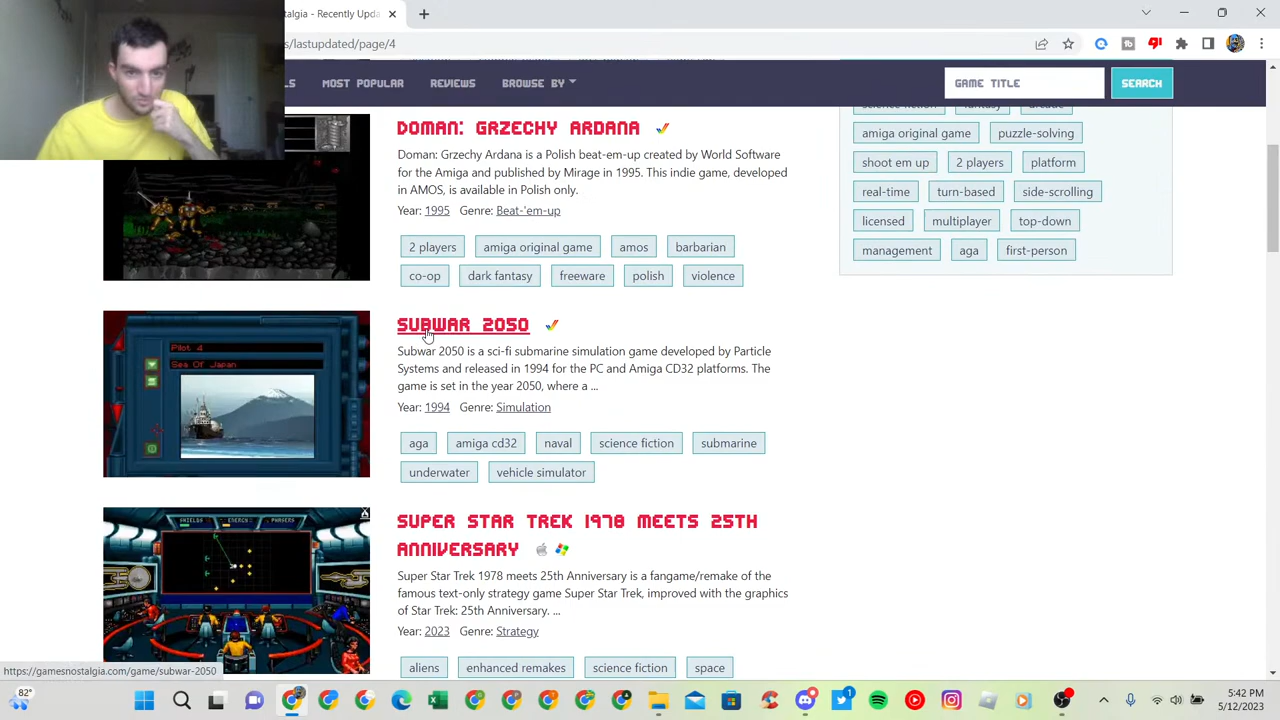 talgia - Recently Upda
s/lastupdated/page/4
LS MOST POPULAR REVIEWS BROWSE BY GAME TITLE SEARCH
DOMAN: GRZECHY ARDANA
Doman: Grzechy Ardana is a Polish beat-em-up created by World Software
for the Amiga and published by Mirage in 1995. This indie game, developed
in AMOS, is available in Polish only.
Year: 1995 Genre: Beat-'em-up
2 players amiga original game amos barbarian
co-op dark fantasy freeware polish violence
science fiction fantasy arcade
amiga original game puzzle-solving
shoot em up 2 players platform
real-time turn-based side-scrolling
licensed multiplayer top-down
management aga first-person
Pilot 4
Sea Of Japan
SUBWAR 2050
Subwar 2050 is a sci-fi submarine simulation game developed by Particle
Systems and released in 1994 for the PC and Amiga CD32 platforms. The
game is set in the year 2050, where a ...
Year: 1994 Genre: Simulation
aga amiga cd32 naval science fiction submarine
underwater vehicle simulator
SHIELDS ENERGY PHASERS
SUPER STAR TREK 1978 MEETS 25TH
ANNIVERSARY
Super Star Trek 1978 meets 25th Anniversary is a fangame/remake of the
famous text-only strategy game Super Star Trek, improved with the graphics
of Star Trek: 25th Anniversary. ...
Year: 2023 Genre: Strategy
aliens enhanced remakes science fiction space
https://gamesnostalgia.com/game/subwar-2050
82°
5:42 PM
5/12/2023